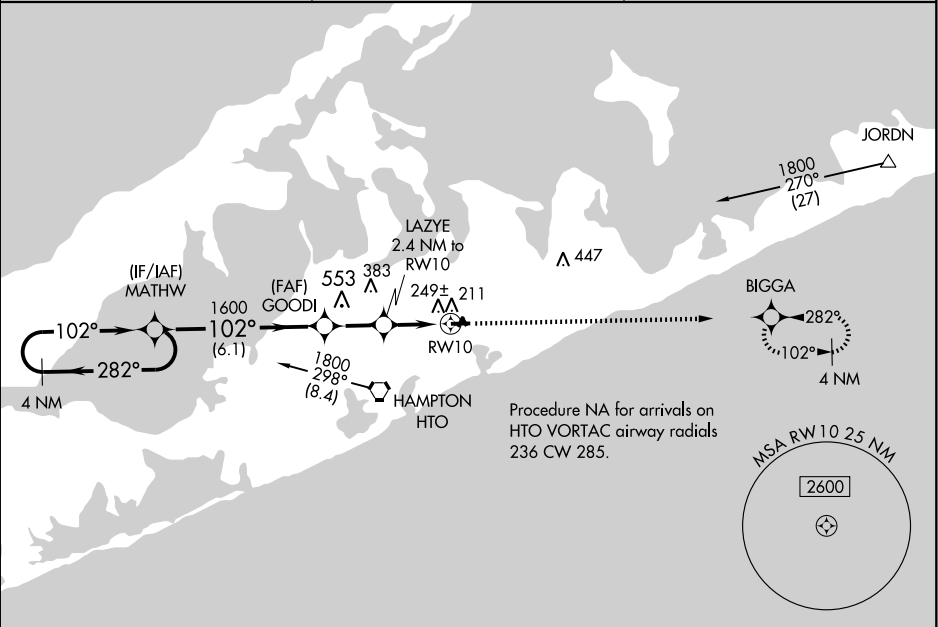 JORDN
1800
270°
(27)
LAZYE
2.4 NM to
RW10
447
(IF/IAF)
MATHW
(FAF)
GOODI
553
383
249±
211
BIGGA
1600
102°
(6.1)
102°
282°
282°
102°
RW10
4 NM
4 NM
1800
298°
(8.4)
HAMPTON
HTO
Procedure NA for arrivals on
HTO VORTAC airway radials
236 CW 285.
MSA RW10 25 NM
2600